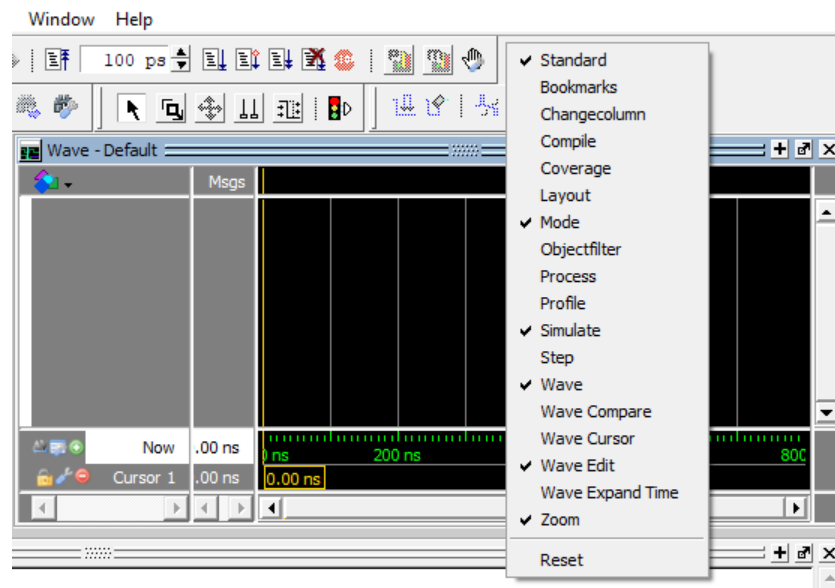 Window Help
100 ps
Standard
Bookmarks
Changecolumn
Compile
Coverage
Layout
Mode
Objectfilter
Process
Profile
Simulate
Step
Wave
Wave Compare
Wave Cursor
Wave Edit
Wave Expand Time
Zoom
Reset
Wave - Default
Msgs
Now .00 ns
ns 200 ns 800
Cursor 1 .00 ns 0.00 ns